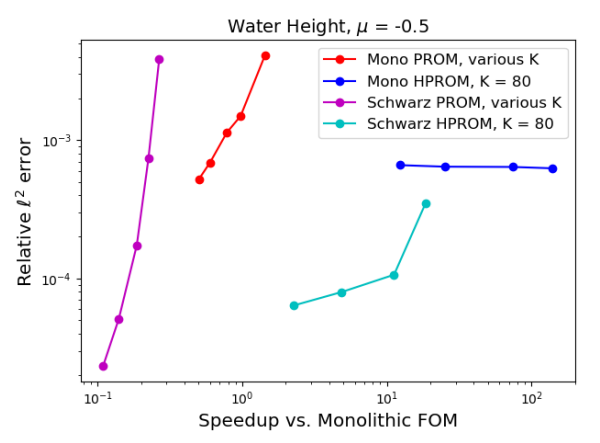 Water Height, μ = -0.5
Mono PROM, various K
Mono HPROM, K = 80
Schwarz PROM, various K
Schwarz HPROM, K = 80
Relative ℓ² error
10⁻³
10⁻⁴
10⁻¹ 10⁰ 10¹ 10²
Speedup vs. Monolithic FOM